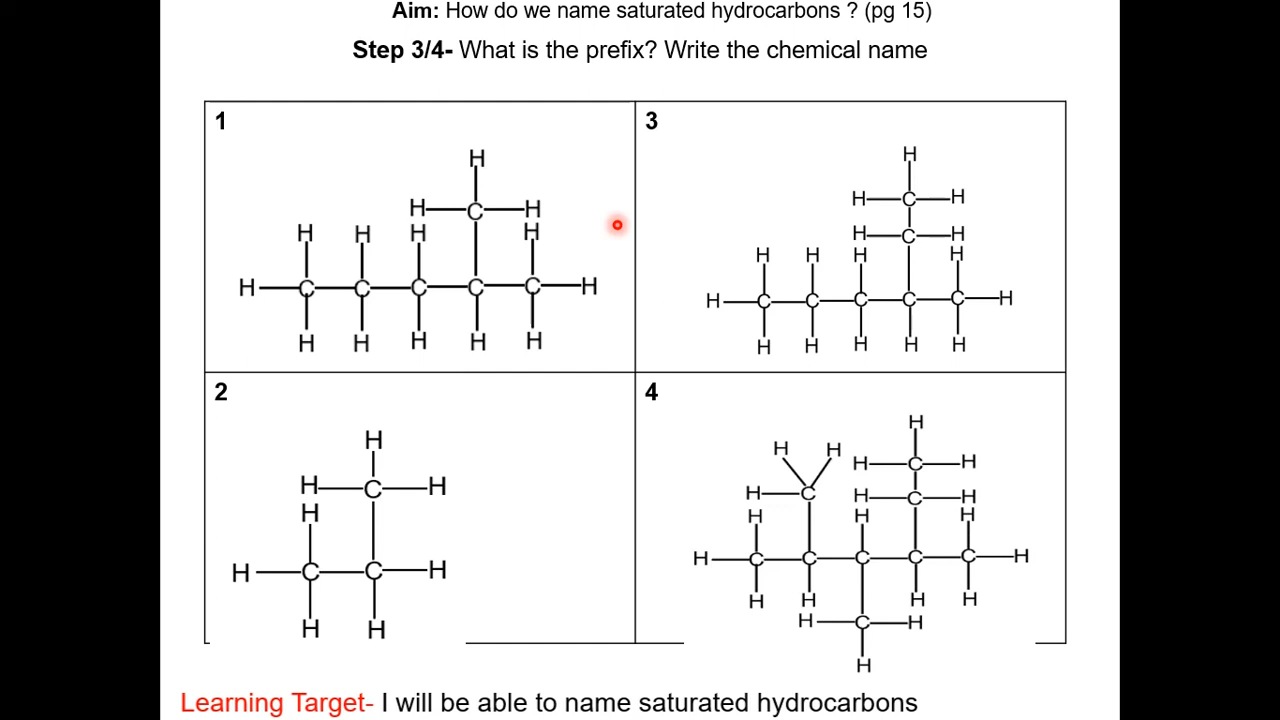 Aim: How do we name saturated hydrocarbons ? (pg 15)
Step 3/4- What is the prefix? Write the chemical name
1
H
H C H
H H H H
H C C C C C H
H H H H H
3
H
H C H
H C H
H H H H
H C C C C C H
H H H H H
2
H
H C H
H
H C C H
H H
4
H
H H H C H
H C H C H
H H H
H C C C C C H
H H H H
H C H
H
Learning Target- I will be able to name saturated hydrocarbons